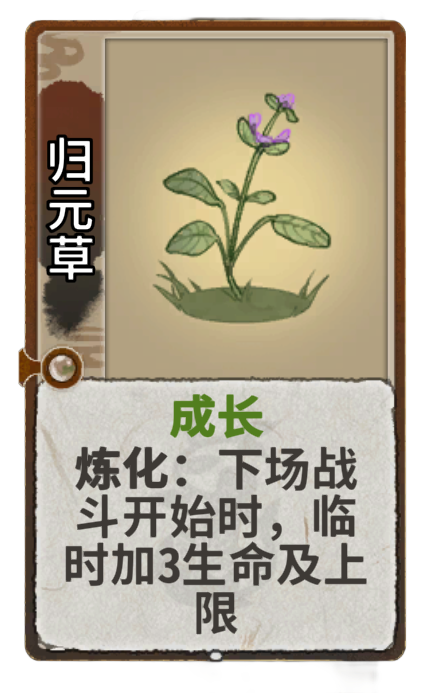 归元草
成长
炼化：下场战
斗开始时，临
时加3生命及上
限